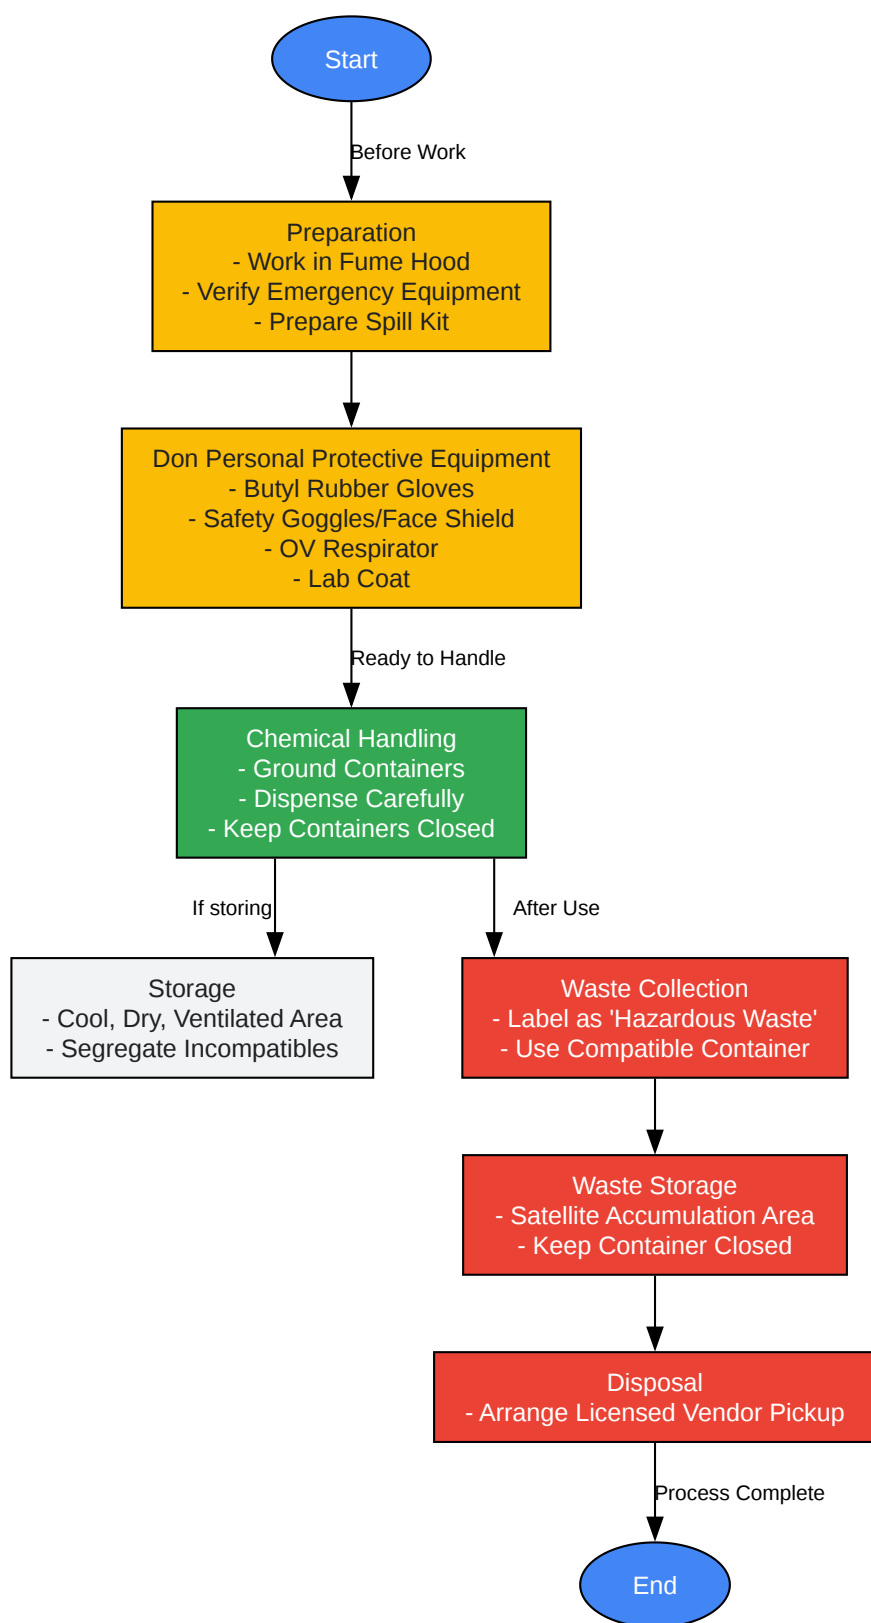 Start
Before Work
Preparation
- Work in Fume Hood
- Verify Emergency Equipment
- Prepare Spill Kit
Don Personal Protective Equipment
- Butyl Rubber Gloves
- Safety Goggles/Face Shield
- OV Respirator
- Lab Coat
Ready to Handle
Chemical Handling
- Ground Containers
- Dispense Carefully
- Keep Containers Closed
If storing
After Use
Storage
- Cool, Dry, Ventilated Area
- Segregate Incompatibles
Waste Collection
- Label as 'Hazardous Waste'
- Use Compatible Container
Waste Storage
- Satellite Accumulation Area
- Keep Container Closed
Disposal
- Arrange Licensed Vendor Pickup
Process Complete
End